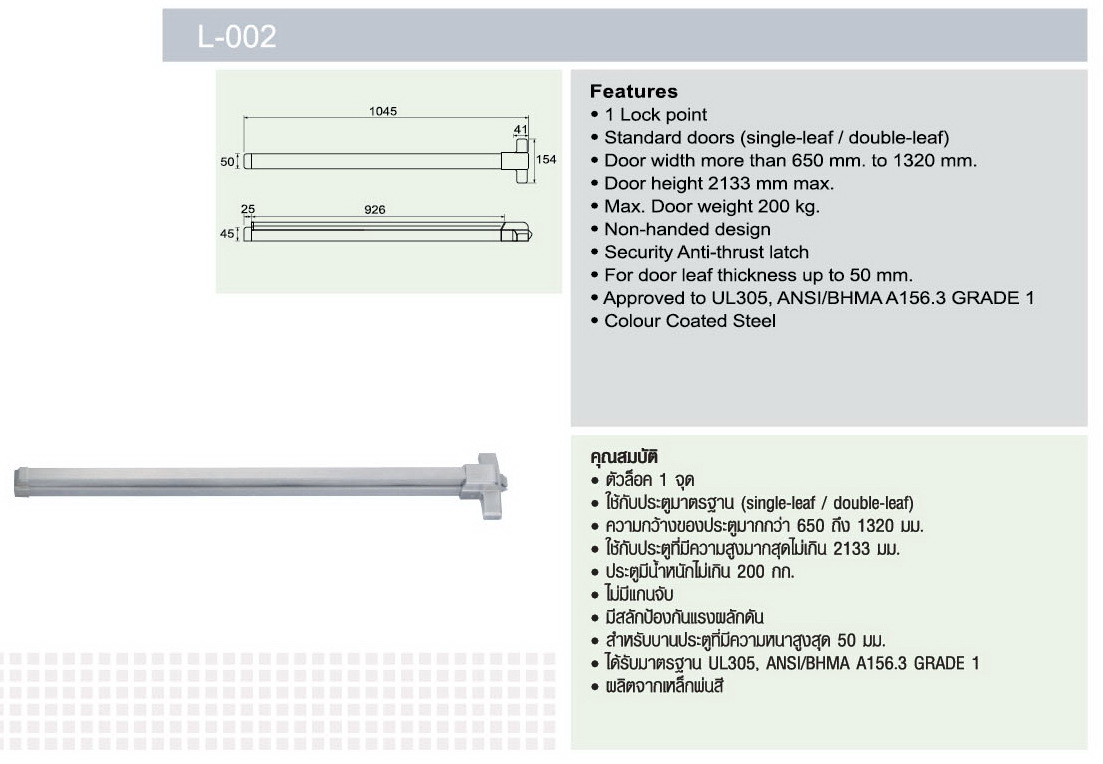 L-002
1045
41
50
154
25
926
45
Features
• 1 Lock point
• Standard doors (single-leaf / double-leaf)
• Door width more than 650 mm. to 1320 mm.
• Door height 2133 mm max.
• Max. Door weight 200 kg.
• Non-handed design
• Security Anti-thrust latch
• For door leaf thickness up to 50 mm.
• Approved to UL305, ANSI/BHMA A156.3 GRADE 1
• Colour Coated Steel
คุณสมบัติ
• ตัวล็อค 1 จุด
• ใช้กับประตูมาตรฐาน (single-leaf / double-leaf)
• ความกว้างของประตูมากกว่า 650 ถึง 1320 มม.
• ใช้กับประตูที่มีความสูงมากสุดไม่เกิน 2133 มม.
• ประตูมีน้ำหนักไม่เกิน 200 กก.
• ไม่มีแกนจับ
• มีสลักป้องกันแรงผลักดัน
• สำหรับบานประตูที่มีความหนาสูงสุด 50 มม.
• ได้รับมาตรฐาน UL305, ANSI/BHMA A156.3 GRADE 1
• ผลิตจากเหล็กพ่นสี